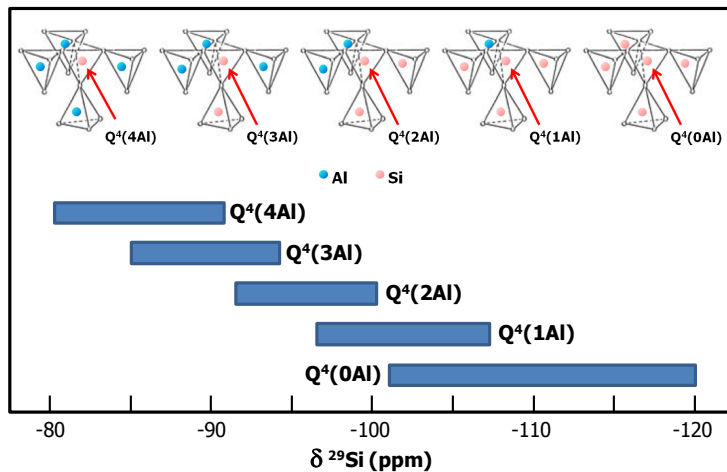 Q⁴(4Al) Q⁴(3Al) Q⁴(2Al) Q⁴(1Al) Q⁴(0Al)
Al Si
Q⁴(4Al)
Q⁴(3Al)
Q⁴(2Al)
Q⁴(1Al)
Q⁴(0Al)
-80 -90 -100 -110 -120
δ ²⁹Si (ppm)